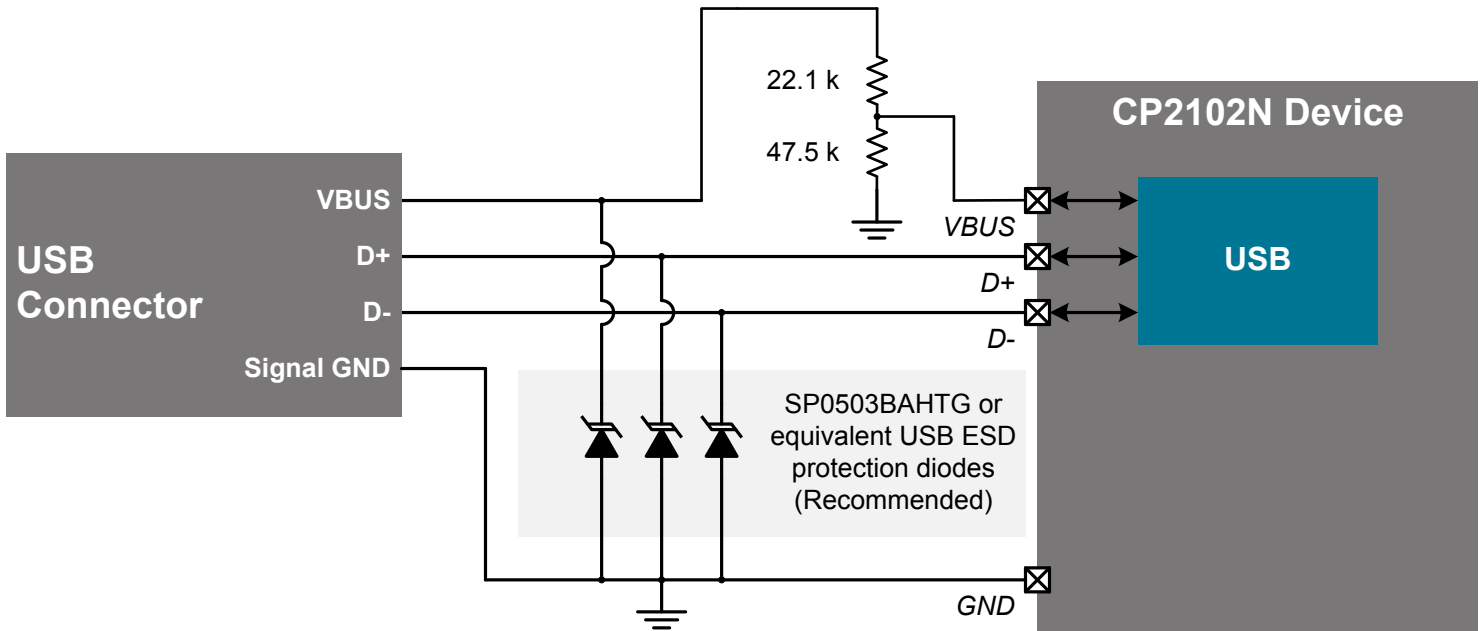 22.1 k
47.5 k
CP2102N Device
USB
Connector
VBUS
D+
D-
Signal GND
VBUS
D+
D-
USB
SP0503BAHTG or
equivalent USB ESD
protection diodes
(Recommended)
GND